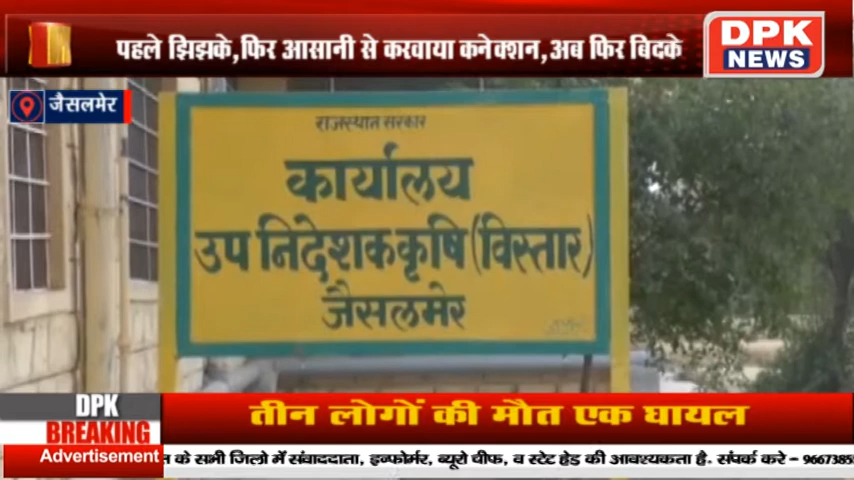 पहले झिझके,फिर आसानी से करवाया कनेक्शन,अब फिर बिदके
DPK
NEWS
जैसलमेर
राजस्थान सरकार
कार्यालय
उप निदेशक कृषि (विस्तार)
जैसलमेर
DPK
BREAKING
तीन लोगों की मौत एक घायल
Advertisement
न के सभी जिलो में संवाददाता, इन्फोर्मर, ब्यूरो चीफ, व स्टेट हेड की आवश्यकता है. संपर्क करे - 9667385